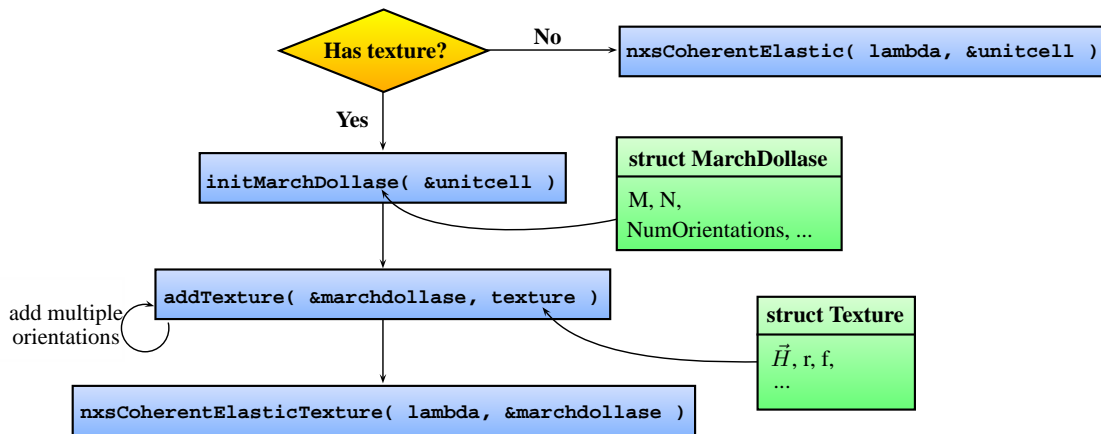 Has texture?
No
nxsCoherentElastic( lambda, &unitcell )
Yes
initMarchDollase( &unitcell )
struct MarchDollase
M, N,
NumOrientations, ...
addTexture( &marchdollase, texture )
add multiple
orientations
struct Texture
$\vec{H}$, r, f,
...
nxsCoherentElasticTexture( lambda, &marchdollase )